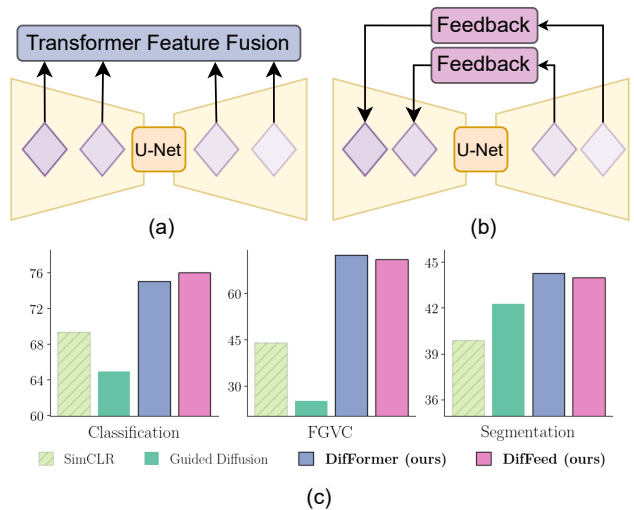 Transformer Feature Fusion
U-Net
(a)
Feedback
Feedback
U-Net
(b)
76
72
68
64
60
Classification
60
45
30
FGVC
45
42
39
36
Segmentation
SimCLR
Guided Diffusion
DifFormer (ours)
DifFeed (ours)
(c)